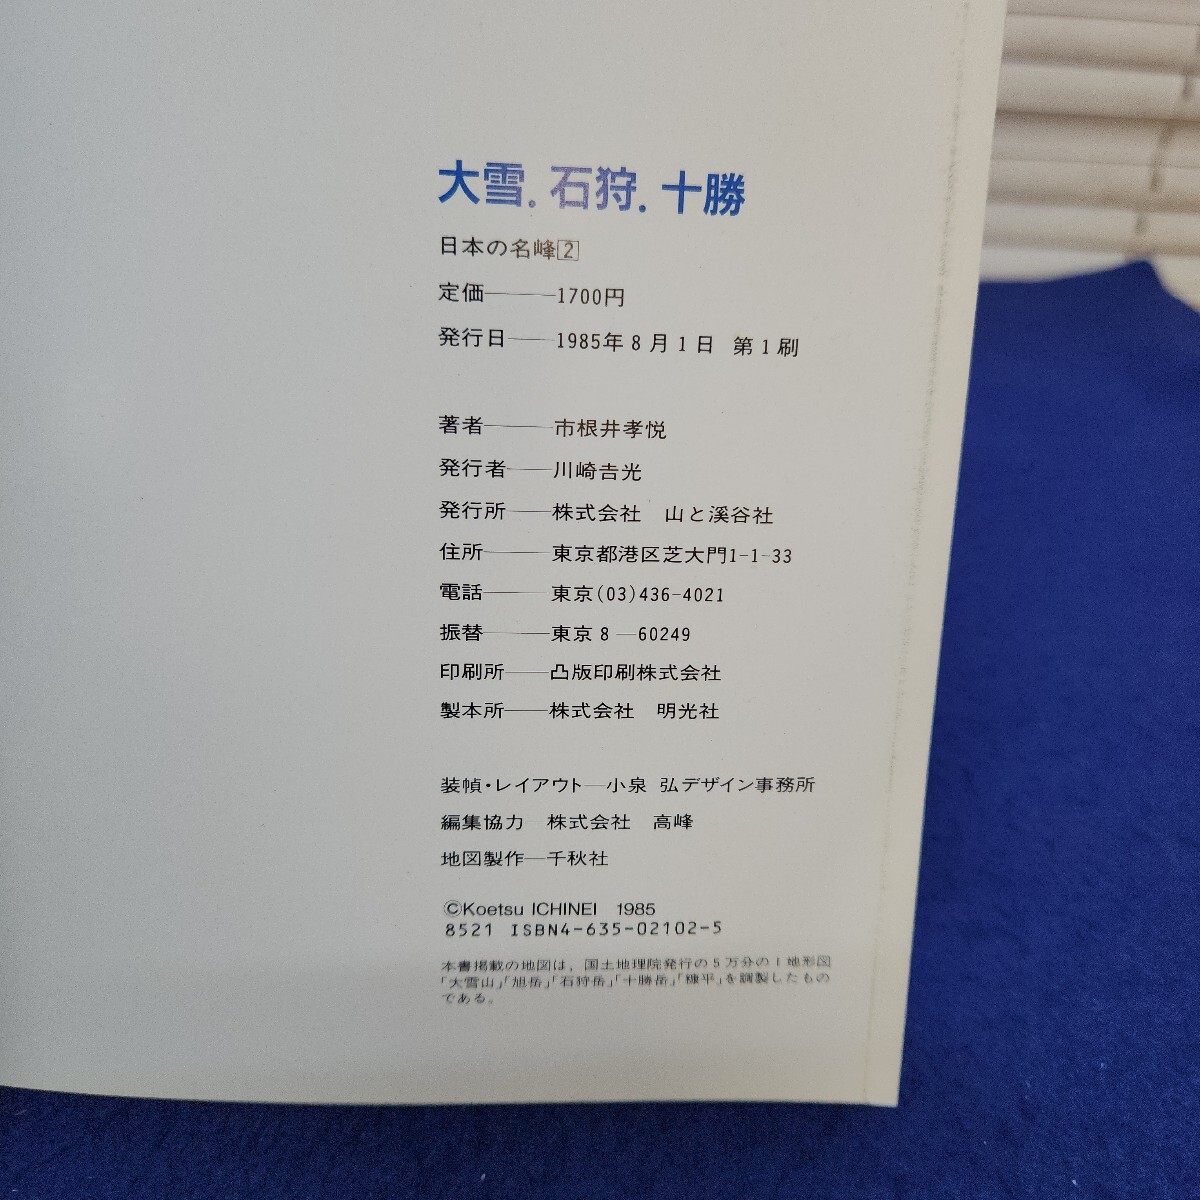 大雪.石狩.十勝
日本の名峰2
定価――1700円
発行日――1985年8月1日 第1刷
著者――市根井孝悦
発行者――川崎吉光
発行所――株式会社 山と溪谷社
住所――東京都港区芝大門1-1-33
電話――東京(03)436-4021
振替――東京8―60249
印刷所――凸版印刷株式会社
製本所――株式会社 明光社
装幀・レイアウト―小泉 弘デザイン事務所
編集協力―株式会社 高峰
地図製作―千秋社
©Koetsu ICHINEI 1985
8521 ISBN4-635-02102-5
本書掲載の地図は、国土地理院発行の5万分の1地形図
「大雪山」「旭岳」「石狩岳」「十勝岳」「糠平」を調製したもの
である。